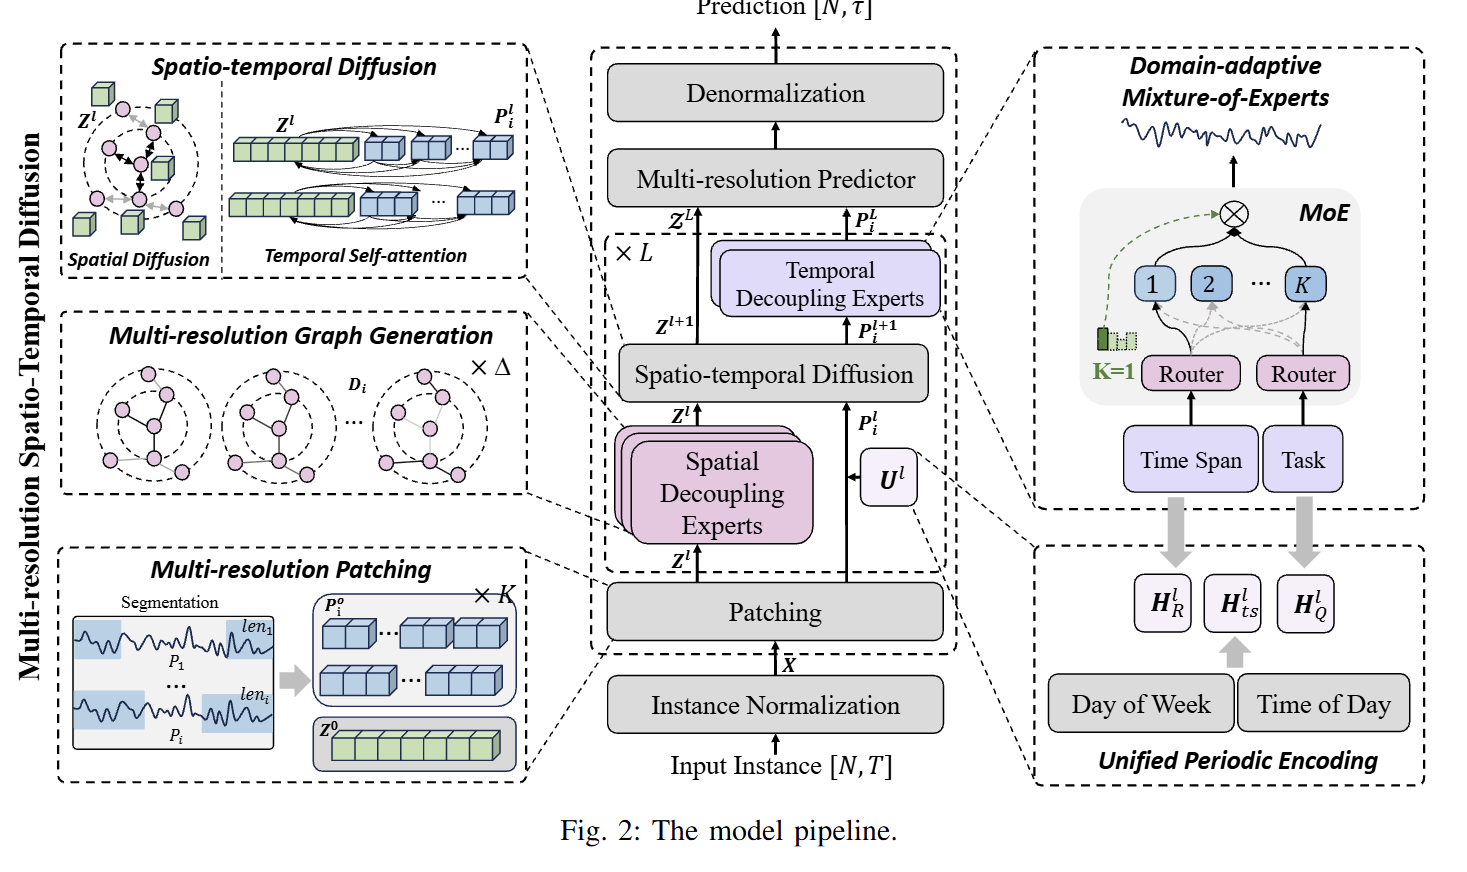 Multi-resolution Spatio-Temporal Diffusion
Spatio-temporal Diffusion
Z^l
Z^l
P_i^l
Spatial Diffusion
Temporal Self-attention
Multi-resolution Graph Generation
× Δ
D_i
...
Multi-resolution Patching
Segmentation
len_1
P_1
...
len_i
P_i
× K
P_i^o
...
...
Z^0
Prediction [N, τ]
Denormalization
Multi-resolution Predictor
Z^L
P_i^L
× L
Temporal
Decoupling Experts
Z^{l+1}
P_i^{l+1}
Spatio-temporal Diffusion
Z^l
P_i^l
Spatial
Decoupling
Experts
U^l
Z^l
Patching
X
Instance Normalization
Input Instance [N, T]
Domain-adaptive
Mixture-of-Experts
MoE
1 2 ... K
K=1
Router Router
Time Span Task
H_R^l H_ts^l H_Q^l
Day of Week Time of Day
Unified Periodic Encoding
Fig. 2: The model pipeline.